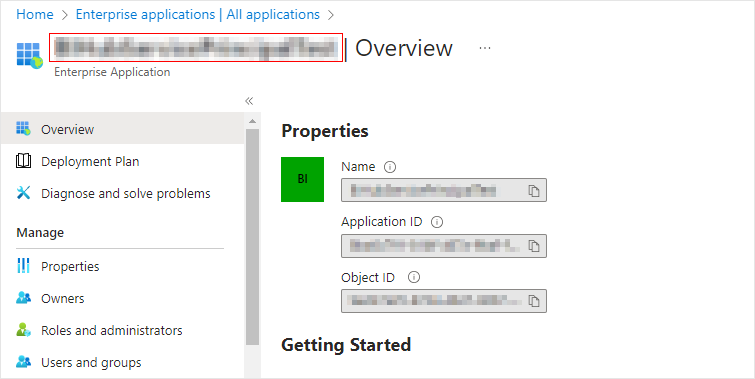 Home > Enterprise applications | All applications >
| Overview ...
Enterprise Application
«
Overview
Deployment Plan
Diagnose and solve problems
Manage
Properties
Owners
Roles and administrators
Users and groups
Properties
BI
Name
Application ID
Object ID
Getting Started